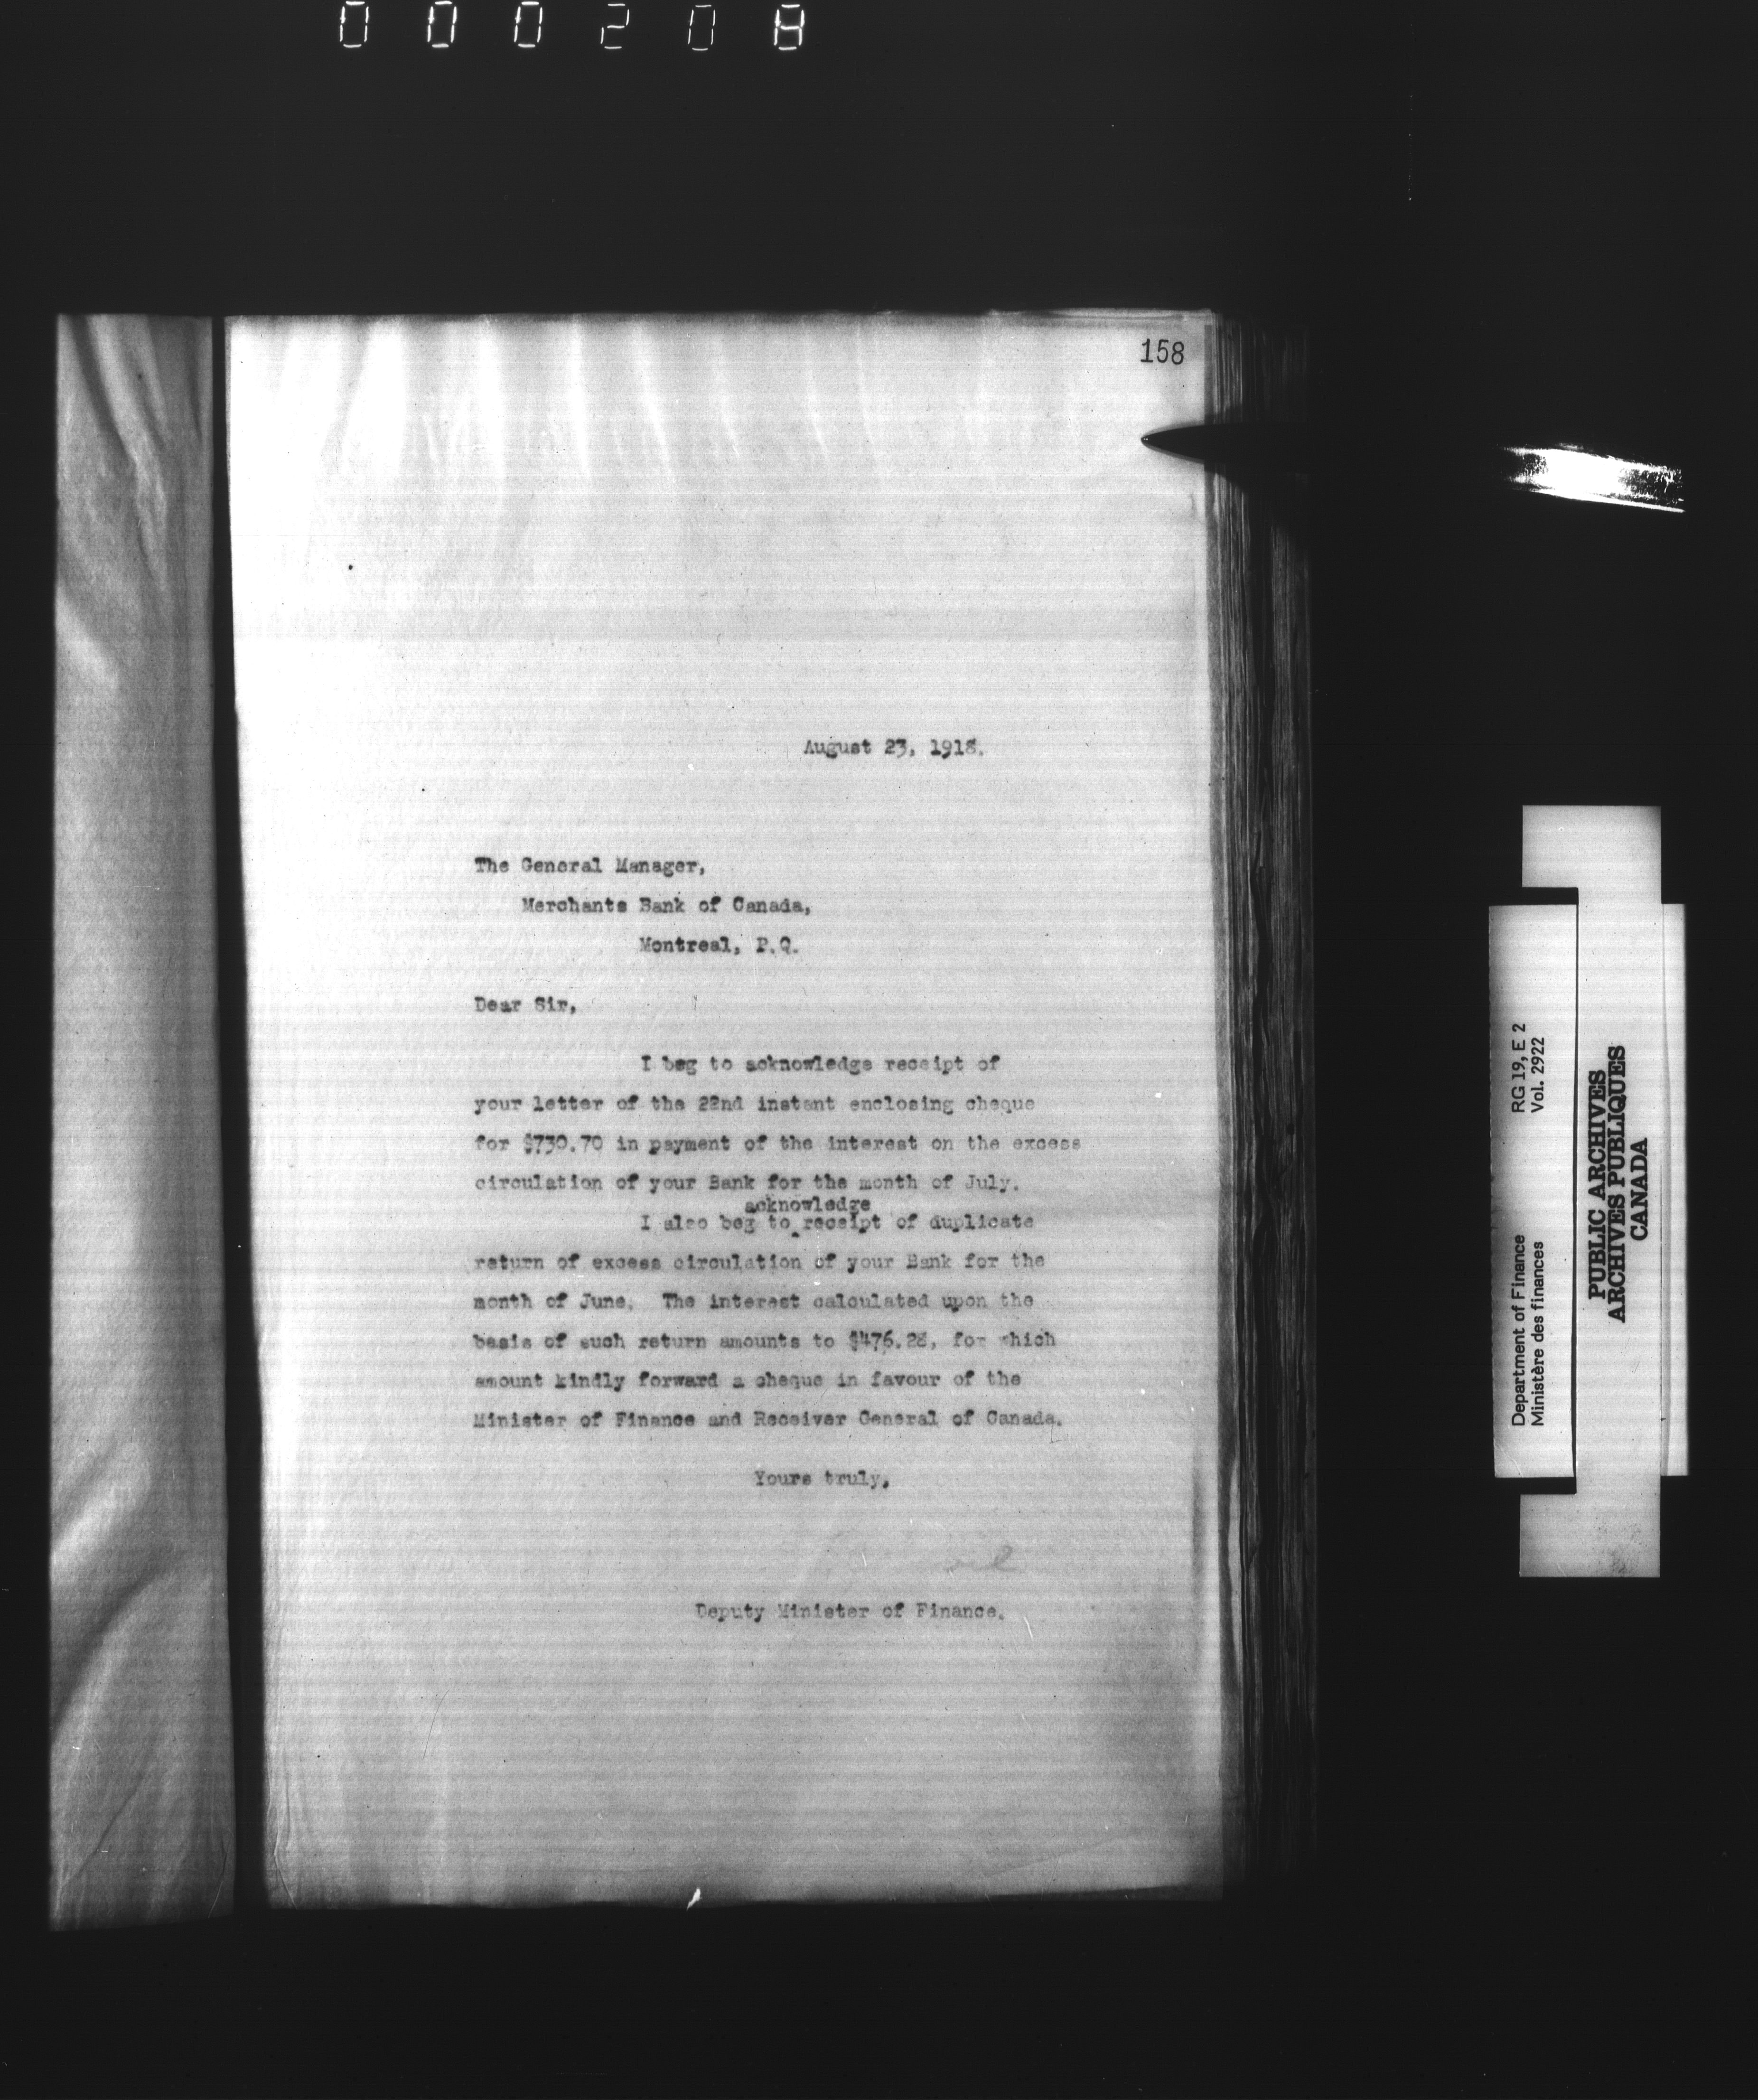 000208
158
August 23, 1918.
The General Manager,
Merchants Bank of Canada,
Montreal, P.Q.
Dear Sir,
I beg to acknowledge receipt of
your letter of the 22nd instant enclosing cheque
for $730.70 in payment of the interest on the excess
circulation of your Bank for the month of July.
acknowledge
I also beg to ‸ receipt of duplicate
return of excess circulation of your Bank for the
month of June. The interest calculated upon the
basis of such return amounts to $476.28, for which
amount kindly forward a cheque in favour of the
Minister of Finance and Receiver General of Canada.
Yours truly,
Deputy Minister of Finance.
Department of Finance RG 19, E 2
Ministère des finances Vol. 2922
PUBLIC ARCHIVES
ARCHIVES PUBLIQUES
CANADA